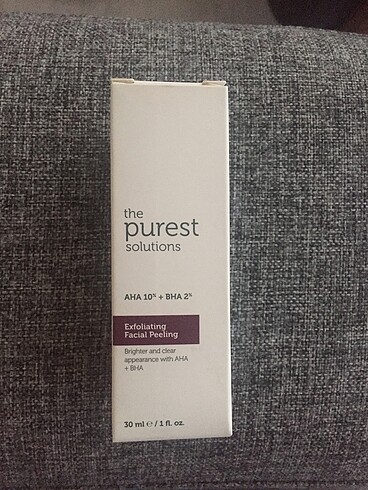 the
purest
solutions
AHA 10% + BHA 2%
Exfoliating
Facial Peeling
Brighter and clear
appearance with AHA
+ BHA
30 ml ℮ / 1 fl. oz.